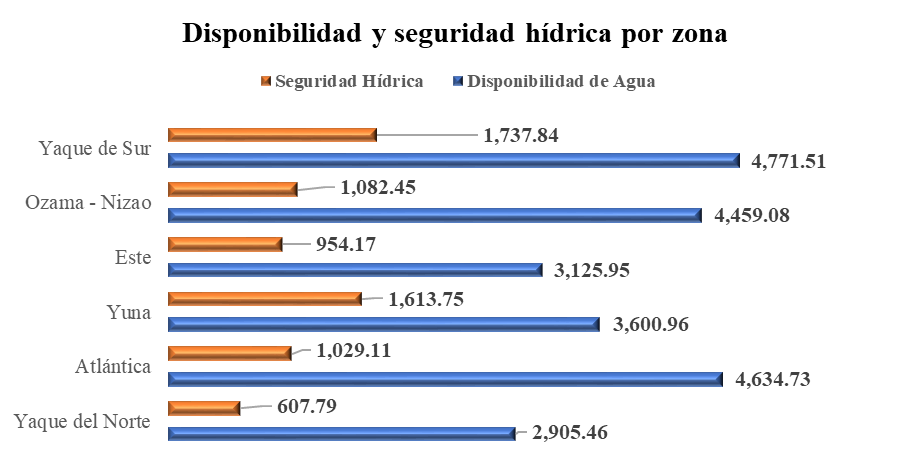 Disponibilidad y seguridad hídrica por zona
Seguridad Hídrica Disponibilidad de Agua
Yaque de Sur 1,737.84
4,771.51
Ozama - Nizao 1,082.45
4,459.08
Este 954.17
3,125.95
Yuna 1,613.75
3,600.96
Atlántica 1,029.11
4,634.73
Yaque del Norte 607.79
2,905.46